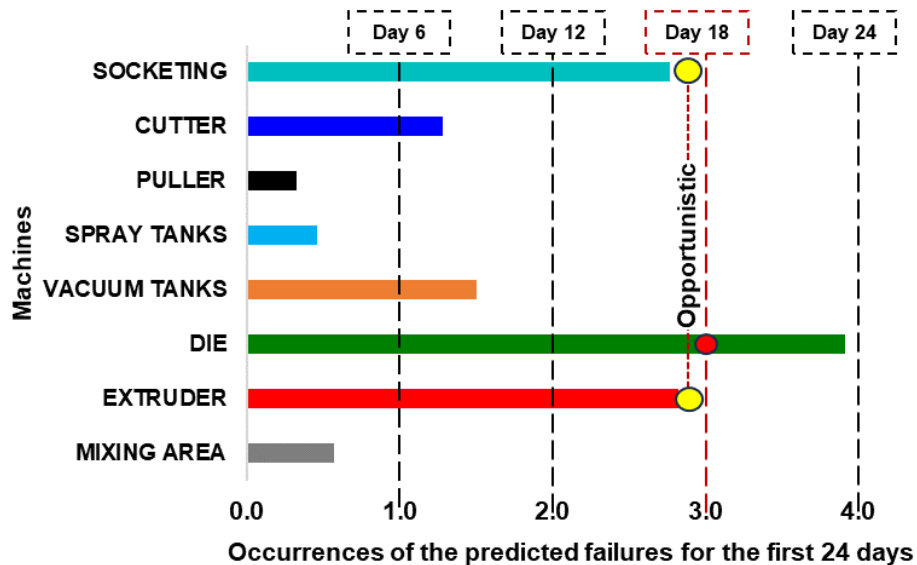 Day 6 Day 12 Day 18 Day 24
SOCKETING
CUTTER
PULLER
SPRAY TANKS
VACUUM TANKS
DIE
EXTRUDER
MIXING AREA
Machines
Opportunistic
0.0 1.0 2.0 3.0 4.0
Occurrences of the predicted failures for the first 24 days